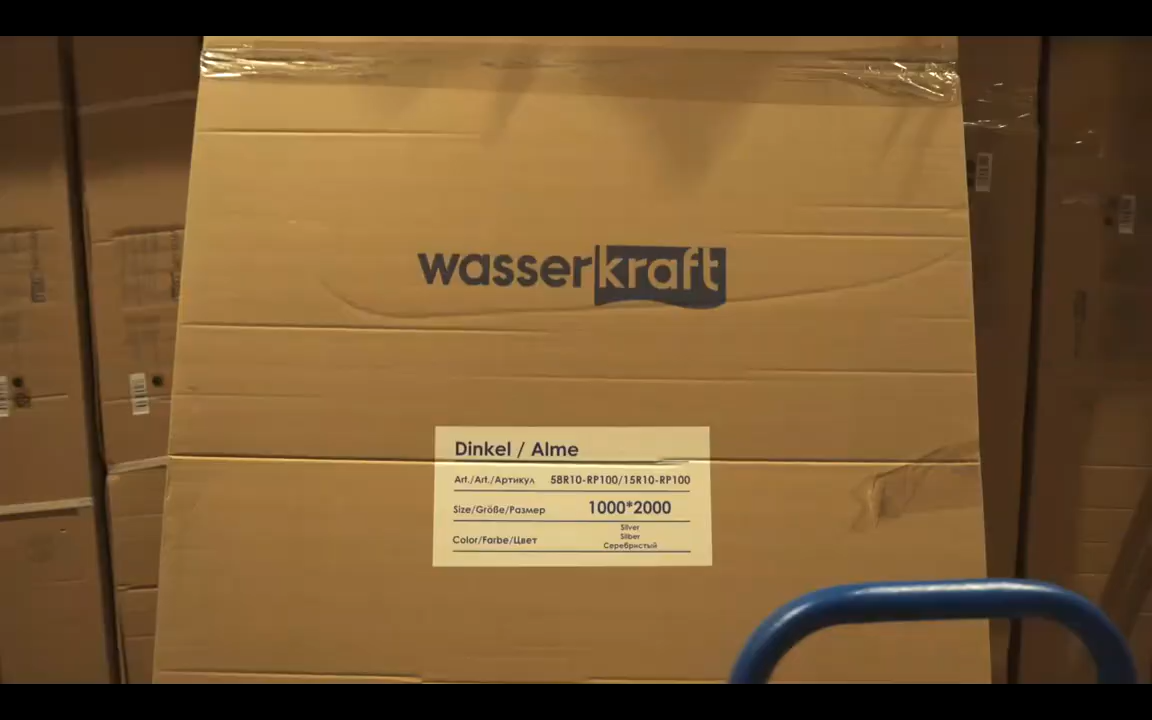 wasserkraft
Dinkel / Alme
Art./Art./Артикул 58R10-RP100/15R10-RP100
Size/Größe/Размер 1000*2000
Silver
Silber
Color/Farbe/Цвет
Серебристый